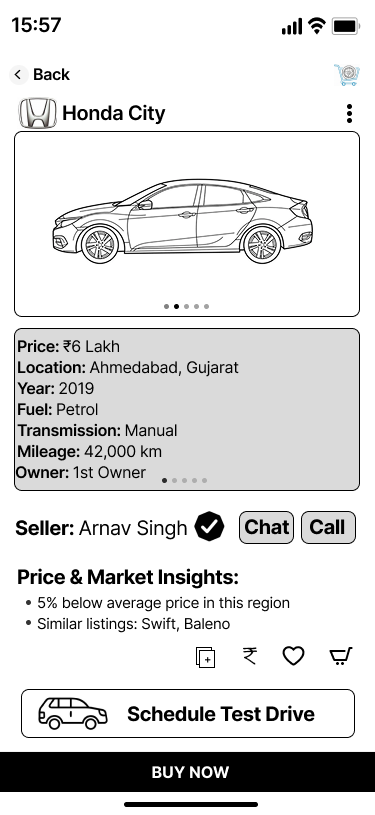 15:57
Back
Honda City
Price: ₹6 Lakh
Location: Ahmedabad, Gujarat
Year: 2019
Fuel: Petrol
Transmission: Manual
Mileage: 42,000 km
Owner: 1st Owner
Seller: Arnav Singh
Chat
Call
Price & Market Insights:
• 5% below average price in this region
• Similar listings: Swift, Baleno
₹
Schedule Test Drive
BUY NOW